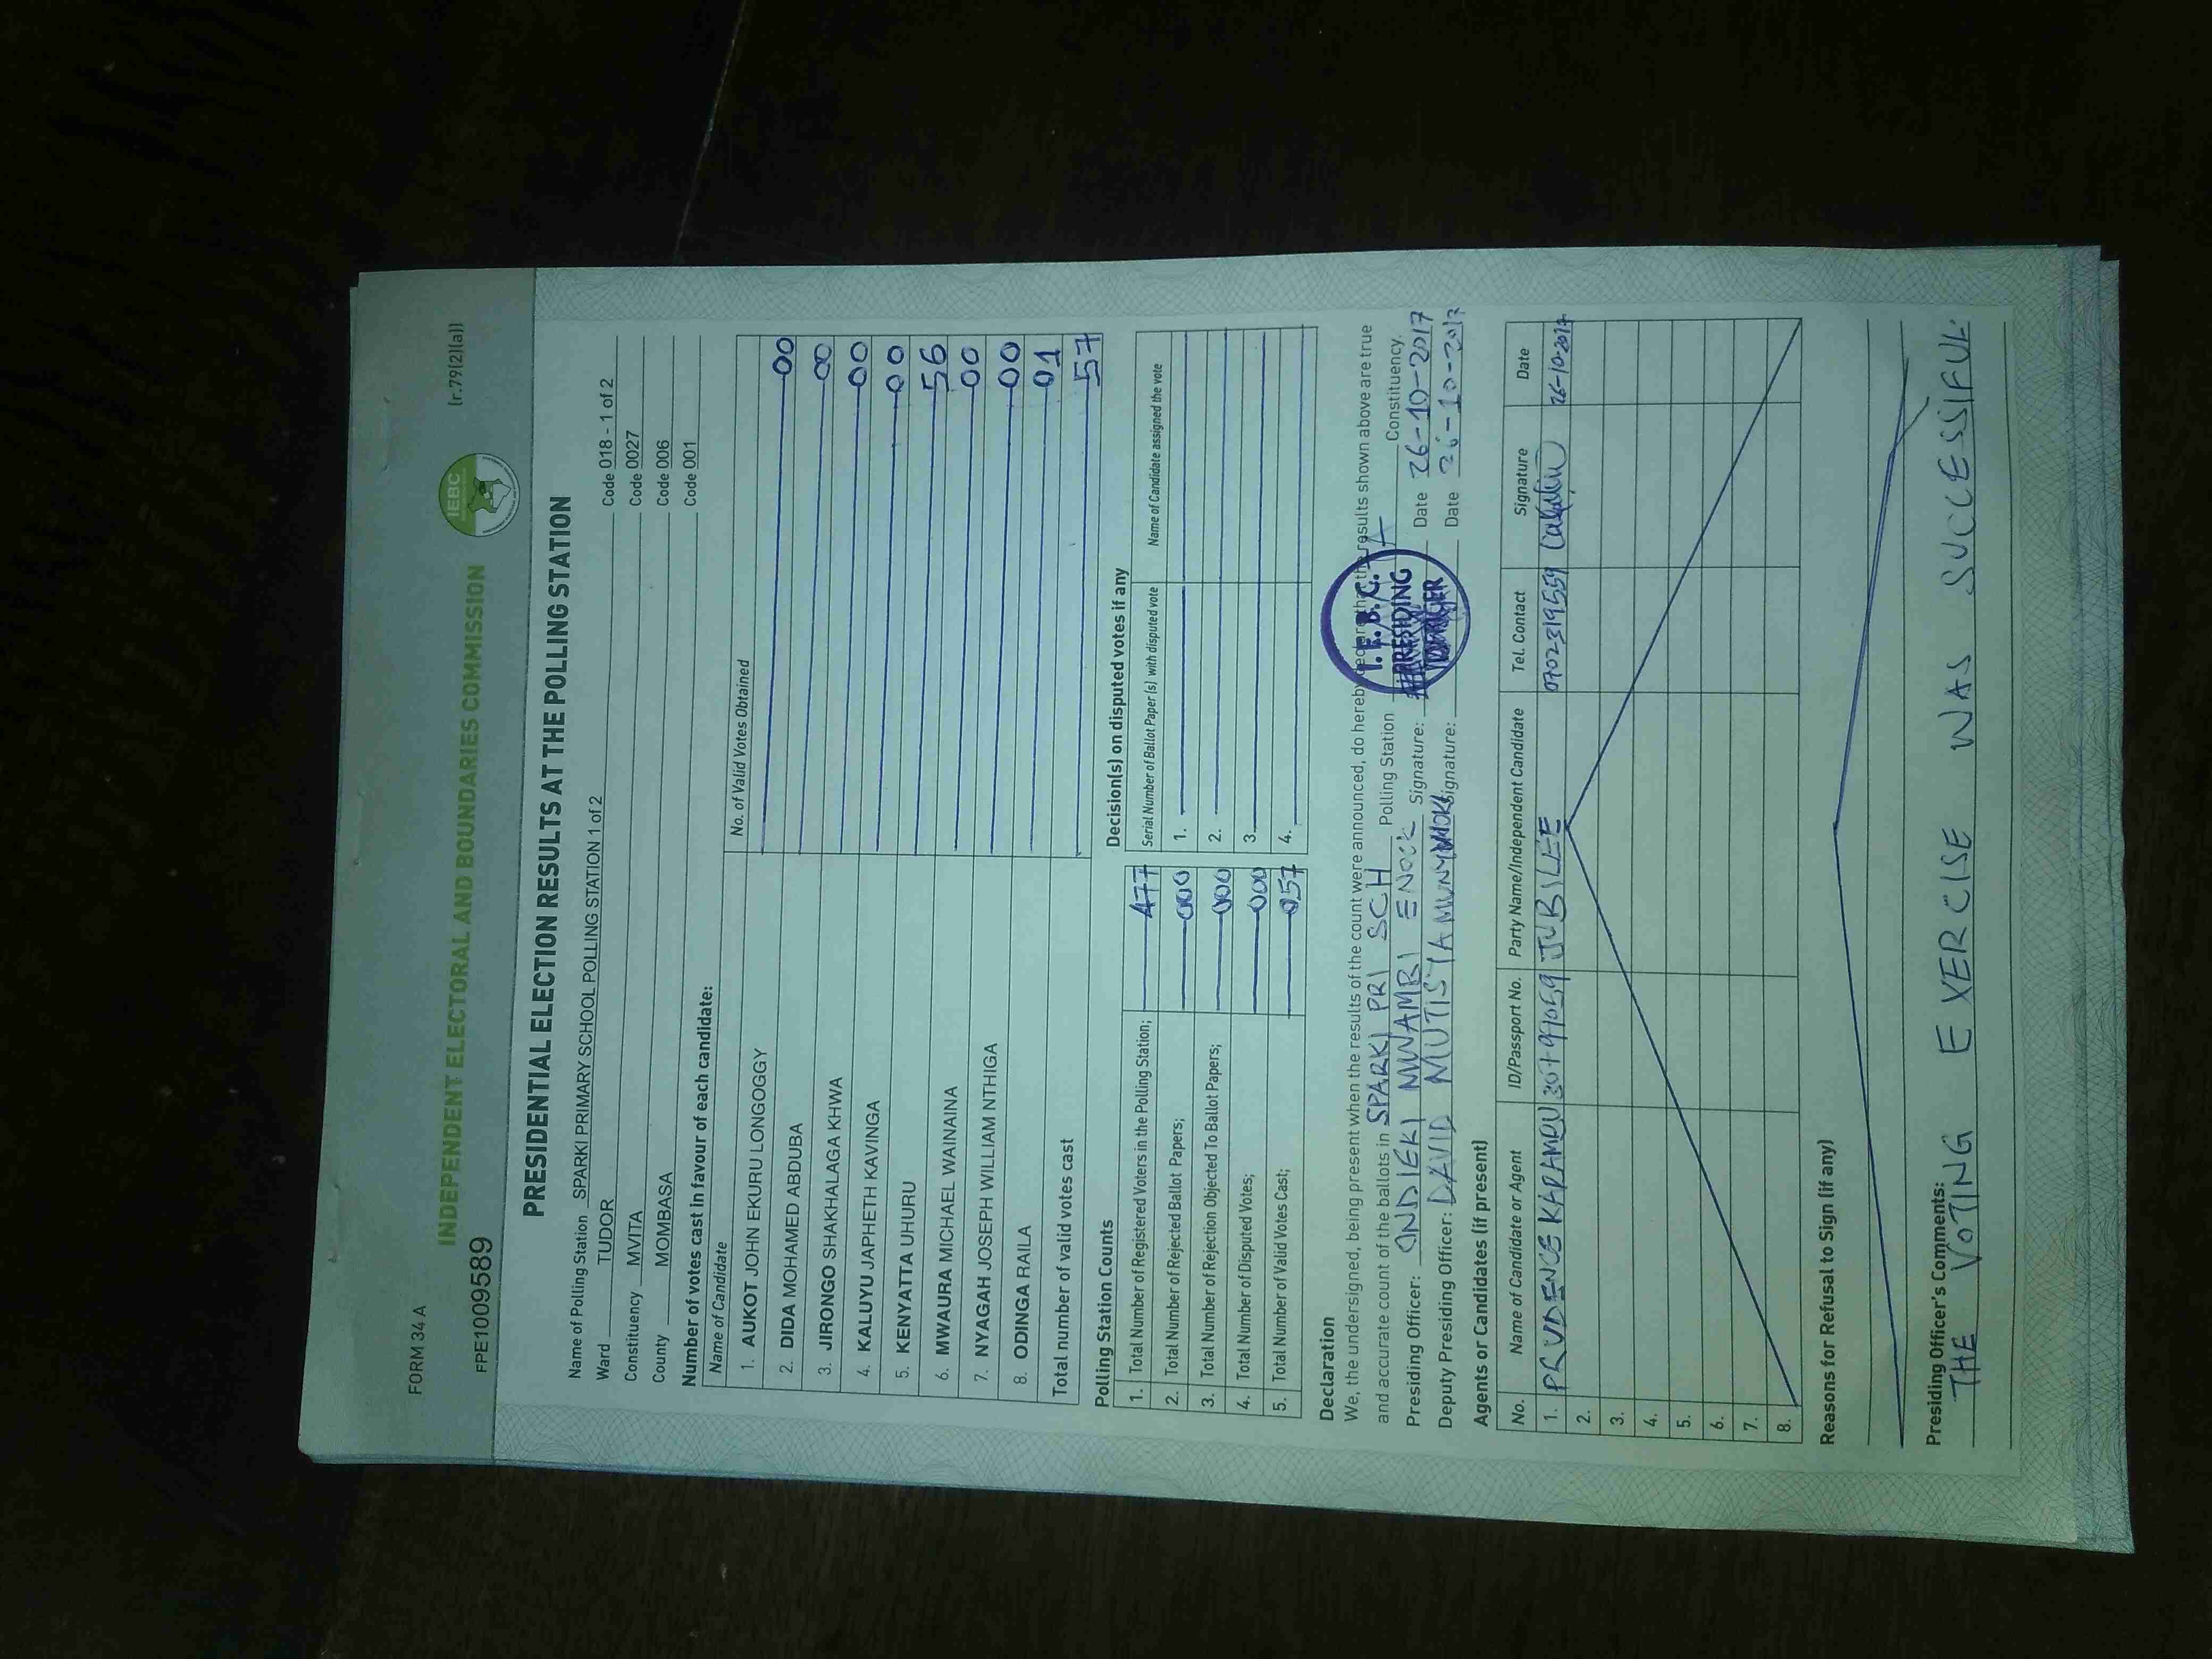 FORM 34 A
(r.79(2)(a))
INDEPENDENT ELECTORAL AND BOUNDARIES COMMISSION
IEBC
FPE1009589
PRESIDENTIAL ELECTION RESULTS AT THE POLLING STATION
Name of Polling Station SPARKI PRIMARY SCHOOL POLLING STATION 1 of 2 Code 018 - 1 of 2
Ward TUDOR Code 0027
Constituency MVITA Code 006
County MOMBASA Code 001
Number of votes cast in favour of each candidate:
Name of Candidate No. of Valid Votes Obtained
1. AUKOT JOHN EKURU LONGOGGY 00
2. DIDA MOHAMED ABDUBA 00
3. JIRONGO SHAKHALAGA KHWA 00
4. KALUYU JAPHETH KAVINGA 00
5. KENYATTA UHURU 56
6. MWAURA MICHAEL WAINAINA 00
7. NYAGAH JOSEPH WILLIAM NTHIGA 00
8. ODINGA RAILA 01
Total number of valid votes cast 57
Polling Station Counts
1. Total Number of Registered Voters in the Polling Station; 477
2. Total Number of Rejected Ballot Papers; 000
3. Total Number of Rejection Objected To Ballot Papers; 000
4. Total Number of Disputed Votes; 000
5. Total Number of Valid Votes Cast; 057
Decision(s) on disputed votes if any
Serial Number of Ballot Paper(s) with disputed vote Name of Candidate assigned the vote
1.
2.
3.
4.
Declaration
We, the undersigned, being present when the results of the count were announced, do hereby declare that the results shown above are true
and accurate count of the ballots in SPARKI PRI SCH Polling Station Constituency.
Presiding Officer: ONDIEKI NWAMBI ENOCK Signature: Date 26-10-2017
Deputy Presiding Officer: DAVID MUTISYA Signature: Date 26-10-2017
I.E.B.C.
PRESIDING
Agents or Candidates (if present)
No. Name of Candidate or Agent ID/Passport No. Party Name/Independent Candidate Tel. Contact Signature Date
1. PRUDENCE JUBILEE 0702319559 26-10-2017
2.
3.
4.
5.
6.
7.
8.
Reasons for Refusal to Sign (if any)
Presiding Officer's Comments:
THE VOTING EXERCISE WAS SUCCESSIFUL.